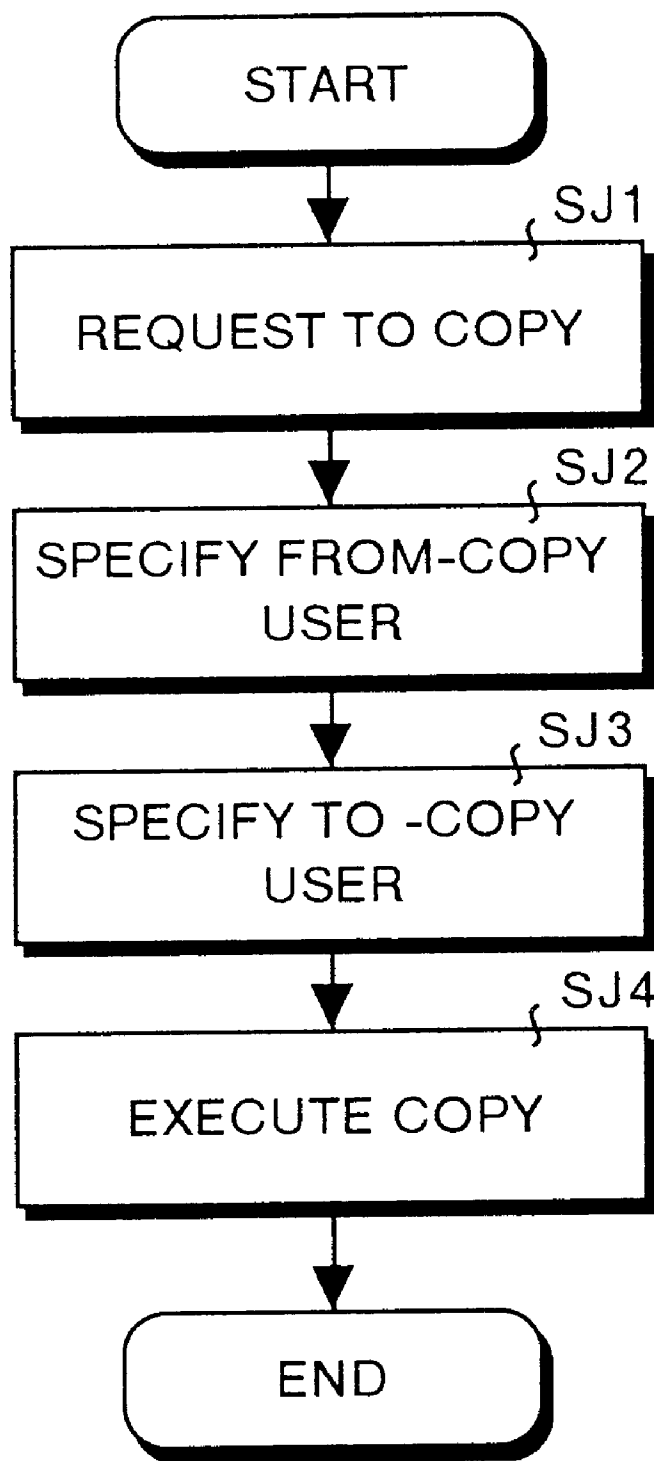 START
SJ1
REQUEST TO COPY
SJ2
SPECIFY FROM-COPY
USER
SJ3
SPECIFY TO -COPY
USER
SJ4
EXECUTE COPY
END